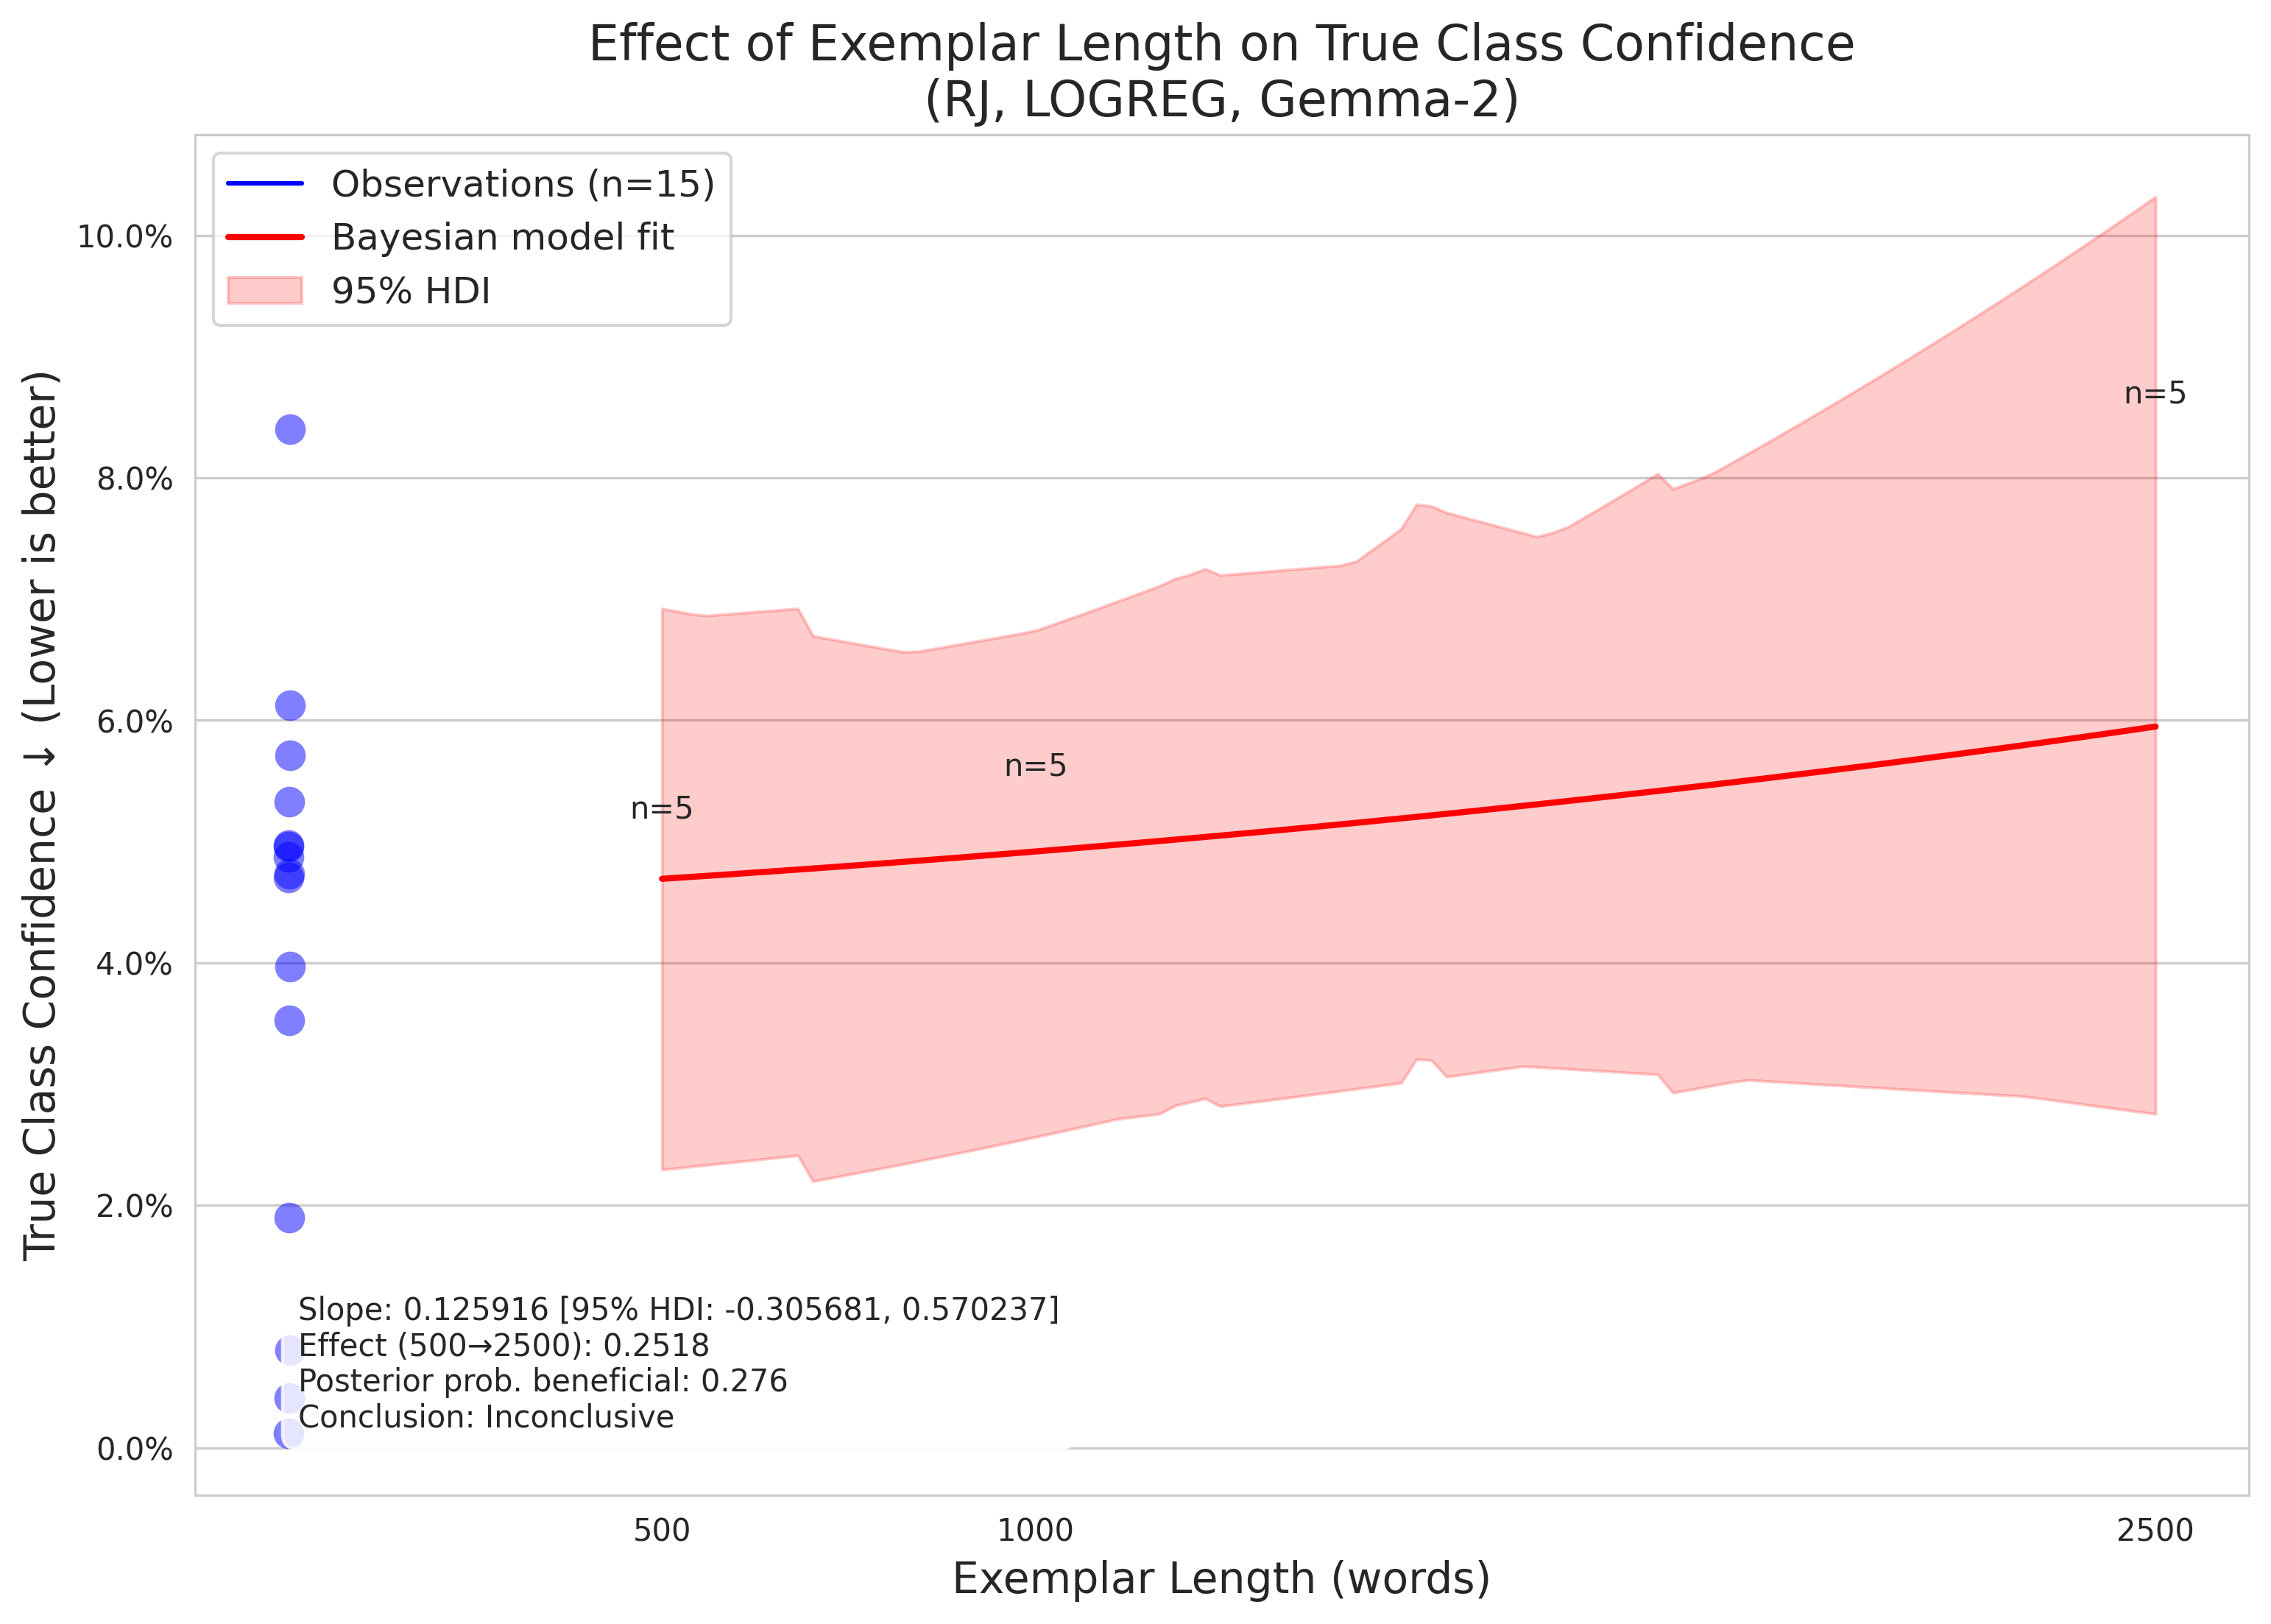 Effect of Exemplar Length on True Class Confidence
(RJ, LOGREG, Gemma-2)
Observations (n=15)
Bayesian model fit
95% HDI
True Class Confidence ↓ (Lower is better)
10.0%
8.0%
6.0%
4.0%
2.0%
0.0%
n=5
n=5
n=5
Slope: 0.125916 [95% HDI: -0.305681, 0.570237]
Effect (500→2500): 0.2518
Posterior prob. beneficial: 0.276
Conclusion: Inconclusive
500
1000
2500
Exemplar Length (words)